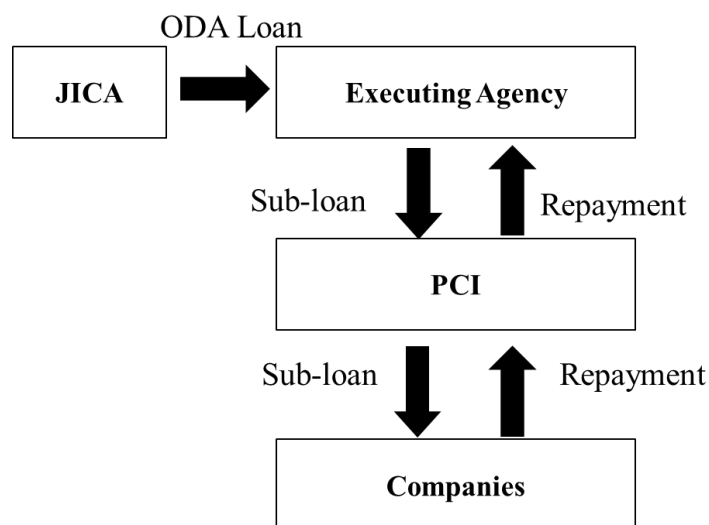 ODA Loan
JICA
Executing Agency
Sub-loan
Repayment
PCI
Sub-loan
Repayment
Companies